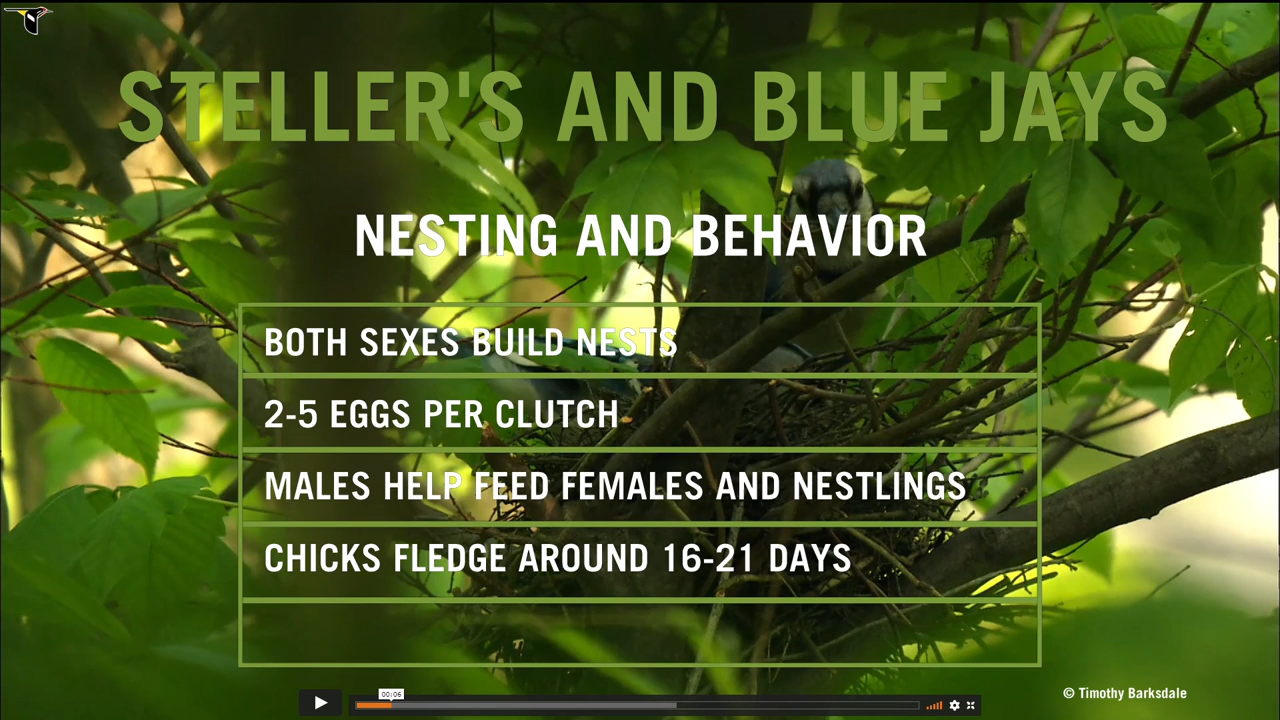 STELLER'S AND BLUE JAYS
NESTING AND BEHAVIOR
BOTH SEXES BUILD NESTS
2-5 EGGS PER CLUTCH
MALES HELP FEED FEMALES AND NESTLINGS
CHICKS FLEDGE AROUND 16-21 DAYS
00:06
© Timothy Barksdale